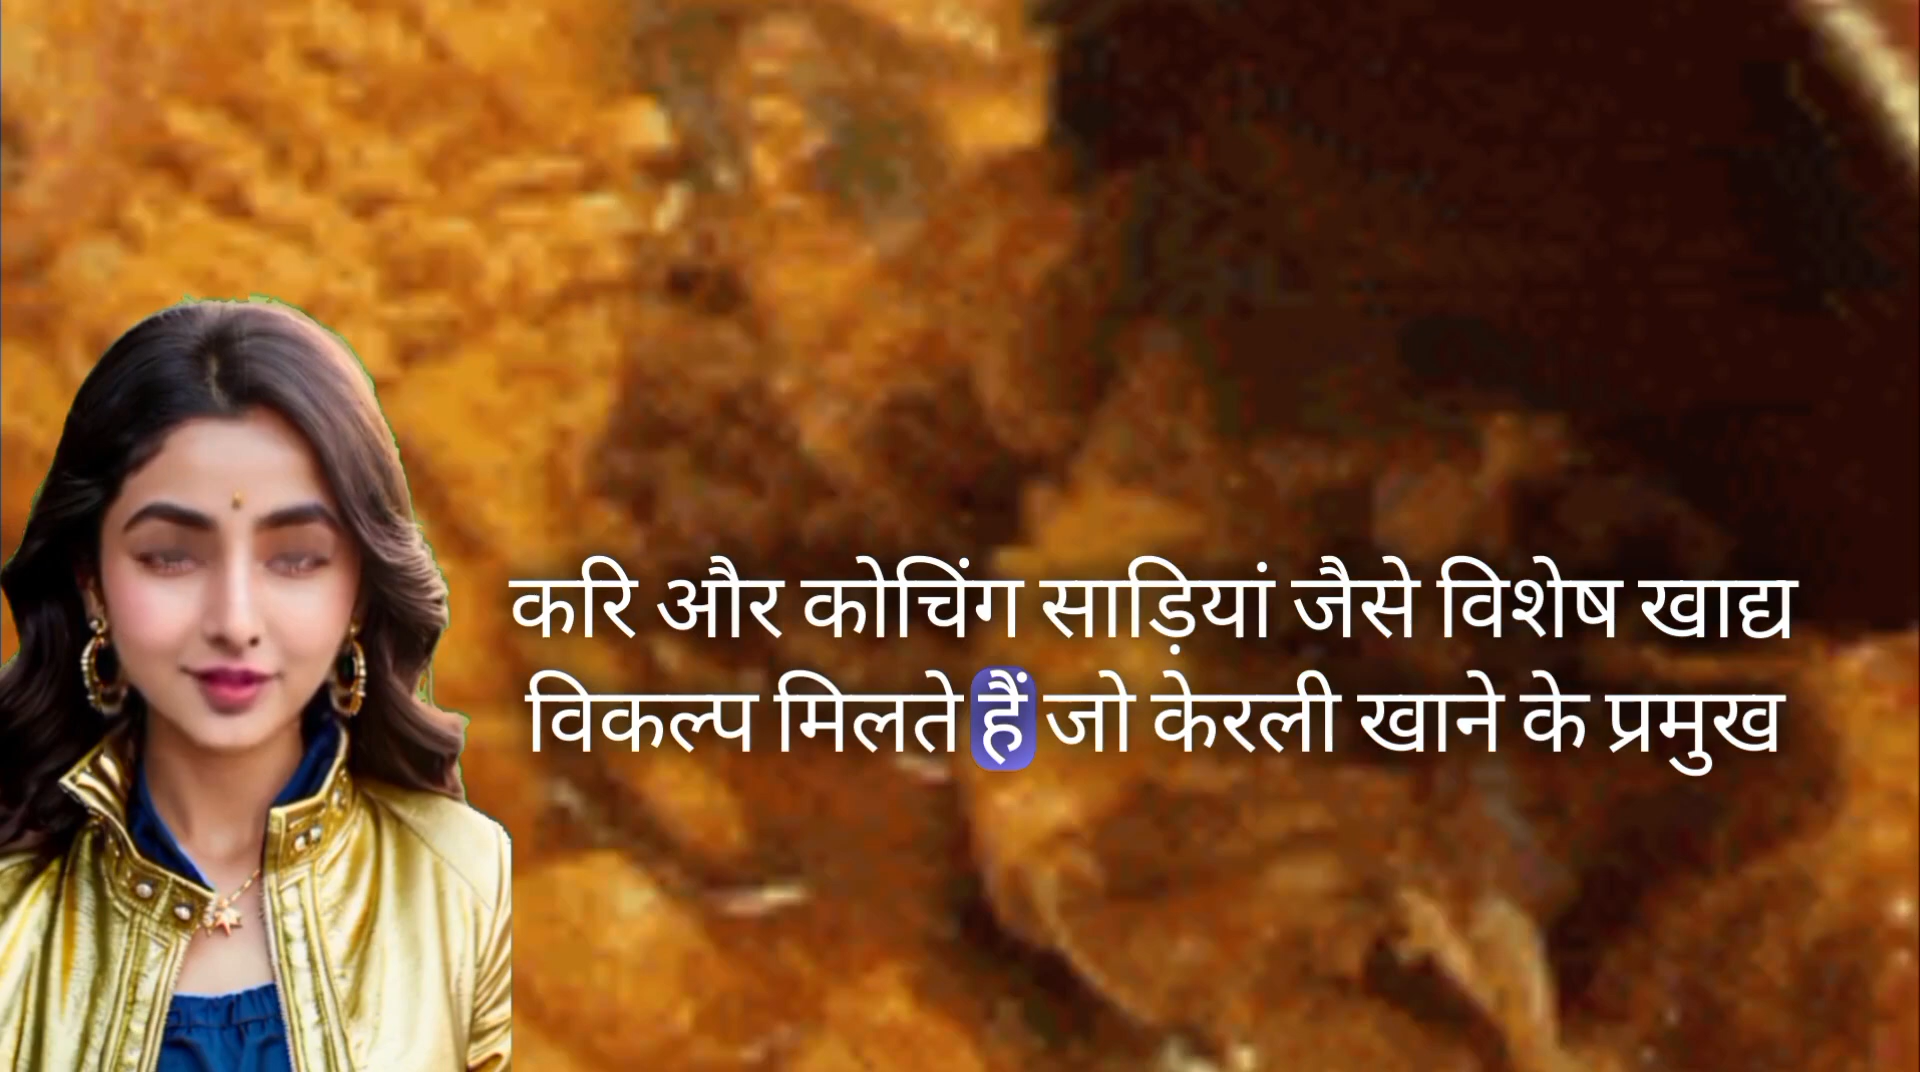 करि और कोचिंग साड़ियां जैसे विशेष खाद्य
विकल्प मिलते हैं जो केरली खाने के प्रमुख